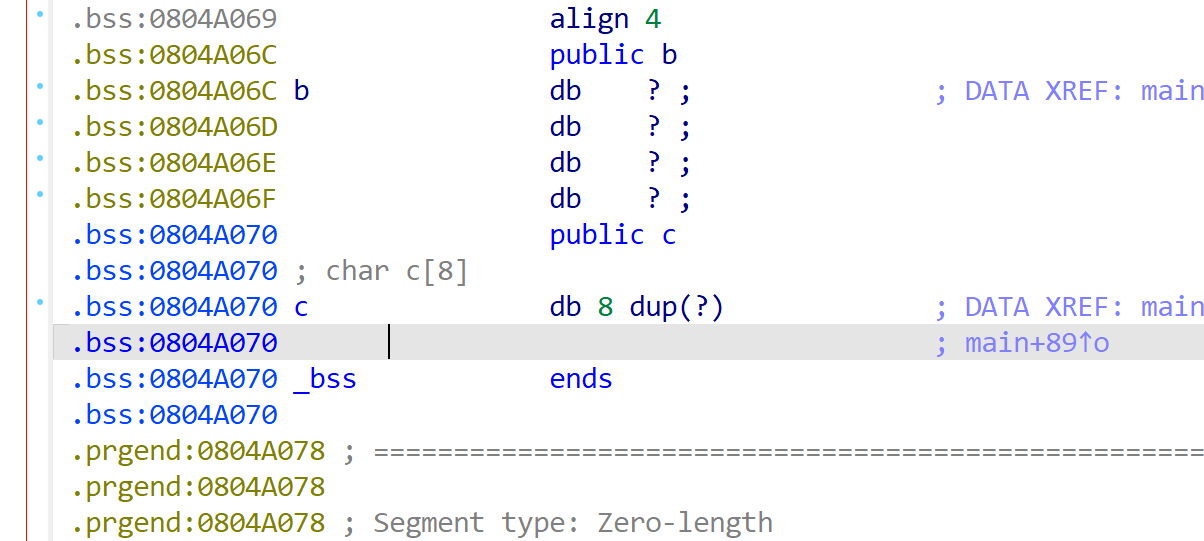 .bss:0804A069                 align 4
.bss:0804A06C                 public b
.bss:0804A06C b               db    ? ;               ; DATA XREF: main
.bss:0804A06D                 db    ? ;
.bss:0804A06E                 db    ? ;
.bss:0804A06F                 db    ? ;
.bss:0804A070                 public c
.bss:0804A070 ; char c[8]
.bss:0804A070 c               db 8 dup(?)             ; DATA XREF: main
.bss:0804A070                                         ; main+89↑o
.bss:0804A070 _bss            ends
.bss:0804A070
.prgend:0804A078 ; ====================================================
.prgend:0804A078
.prgend:0804A078 ; Segment type: Zero-length